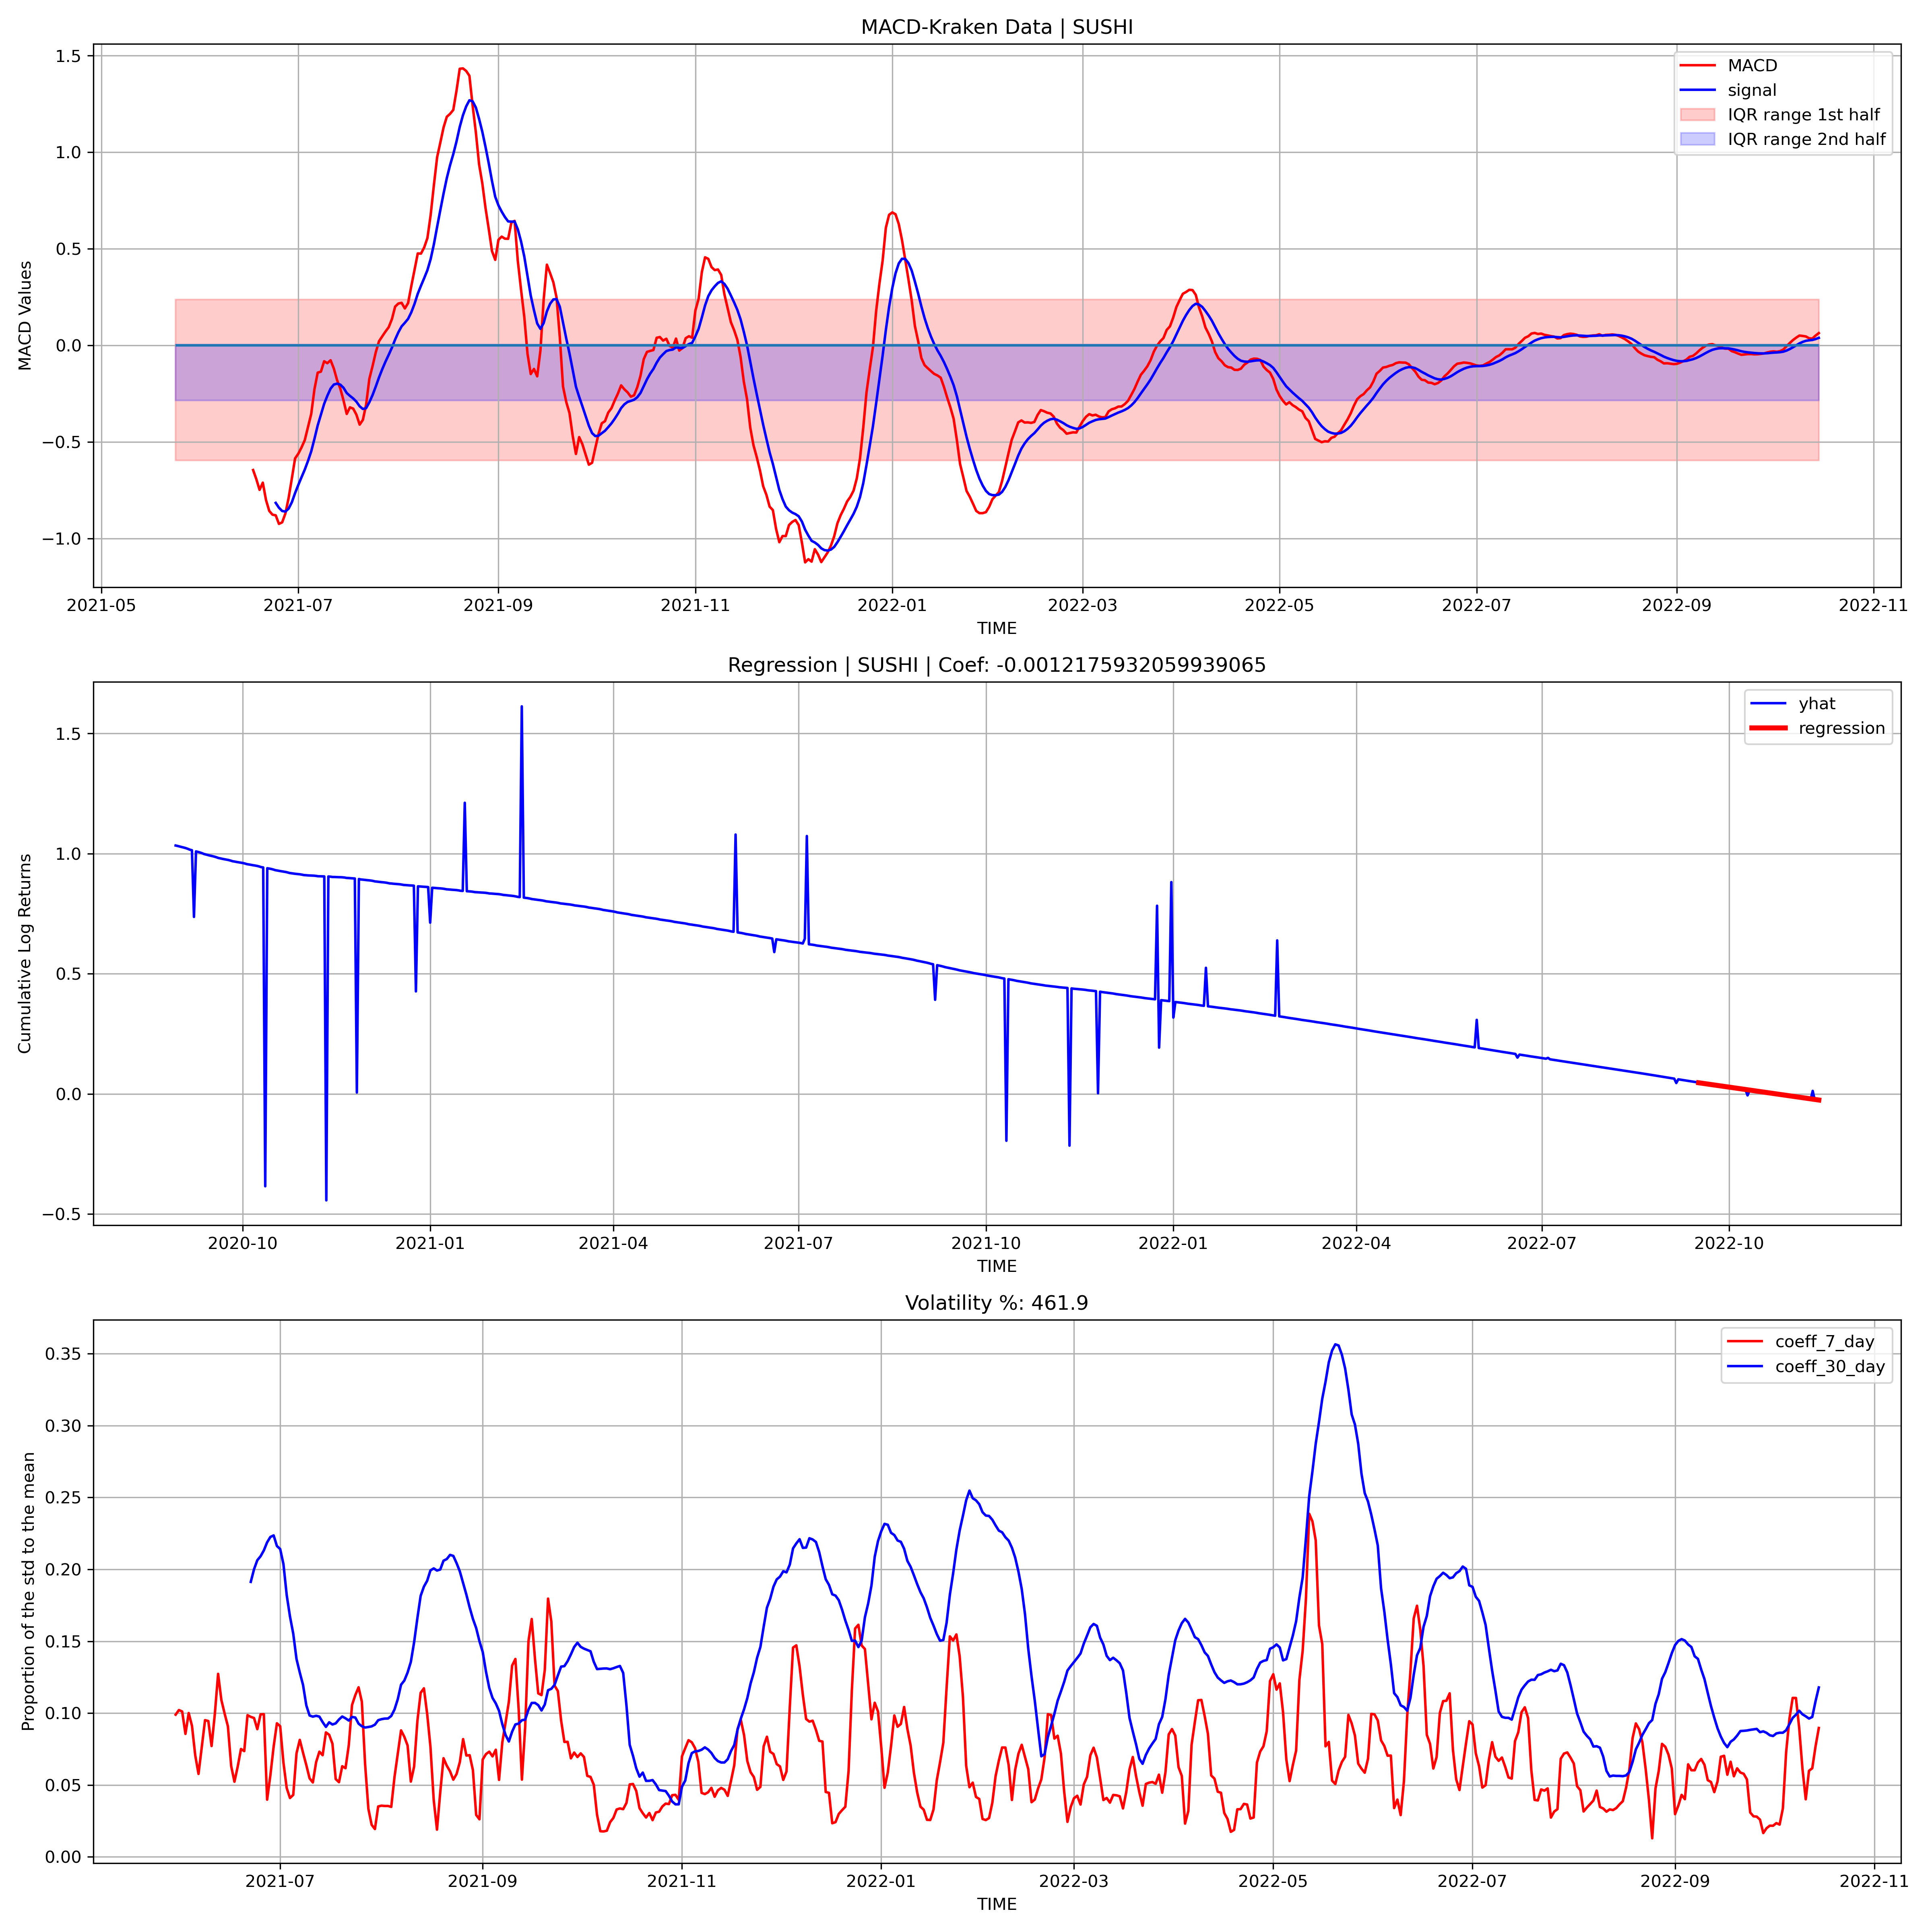 MACD-Kraken Data | SUSHI
MACD Values
1.5
1.0
0.5
0.0
−0.5
−1.0
MACD
signal
IQR range 1st half
IQR range 2nd half
2021-05 2021-07 2021-09 2021-11 2022-01 2022-03 2022-05 2022-07 2022-09 2022-11
TIME
Regression | SUSHI | Coef: -0.0012175932059939065
Cumulative Log Returns
1.5
1.0
0.5
0.0
−0.5
yhat
regression
2020-10 2021-01 2021-04 2021-07 2021-10 2022-01 2022-04 2022-07 2022-10
TIME
Volatility %: 461.9
Proportion of the std to the mean
0.35
0.30
0.25
0.20
0.15
0.10
0.05
0.00
coeff_7_day
coeff_30_day
2021-07 2021-09 2021-11 2022-01 2022-03 2022-05 2022-07 2022-09 2022-11
TIME